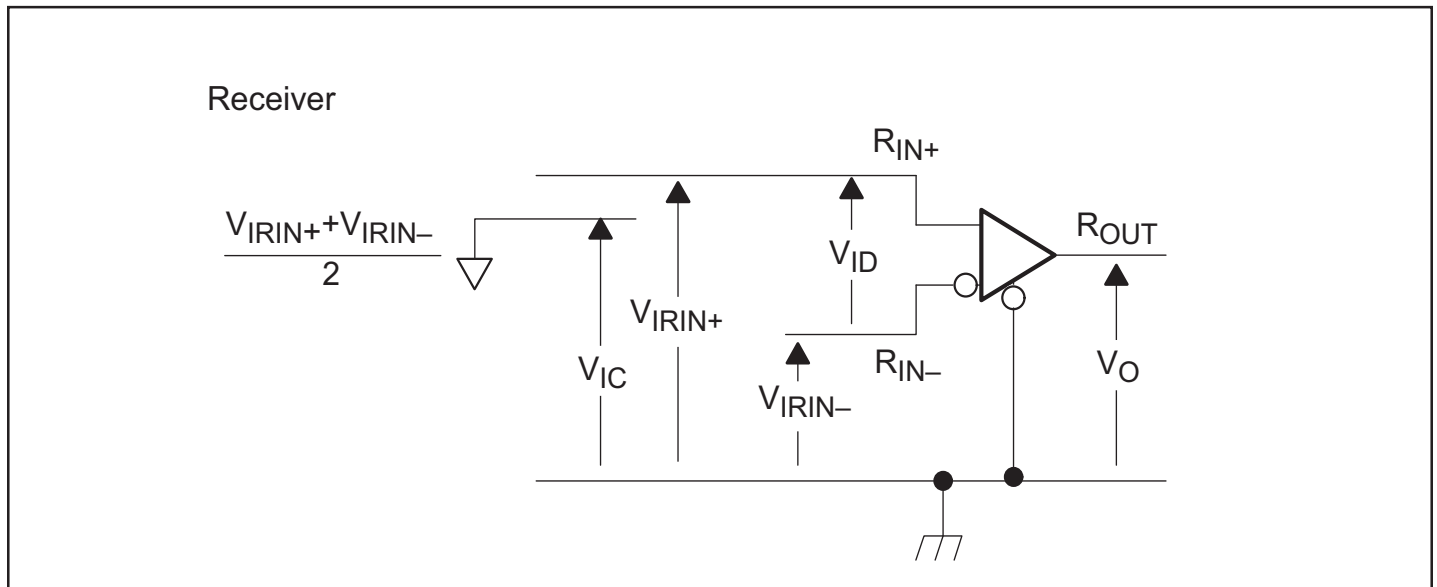 Receiver
RIN+
VIRIN++VIRIN–
2
ROUT
VID
VIRIN+
RIN–
VIC
VIRIN–
VO